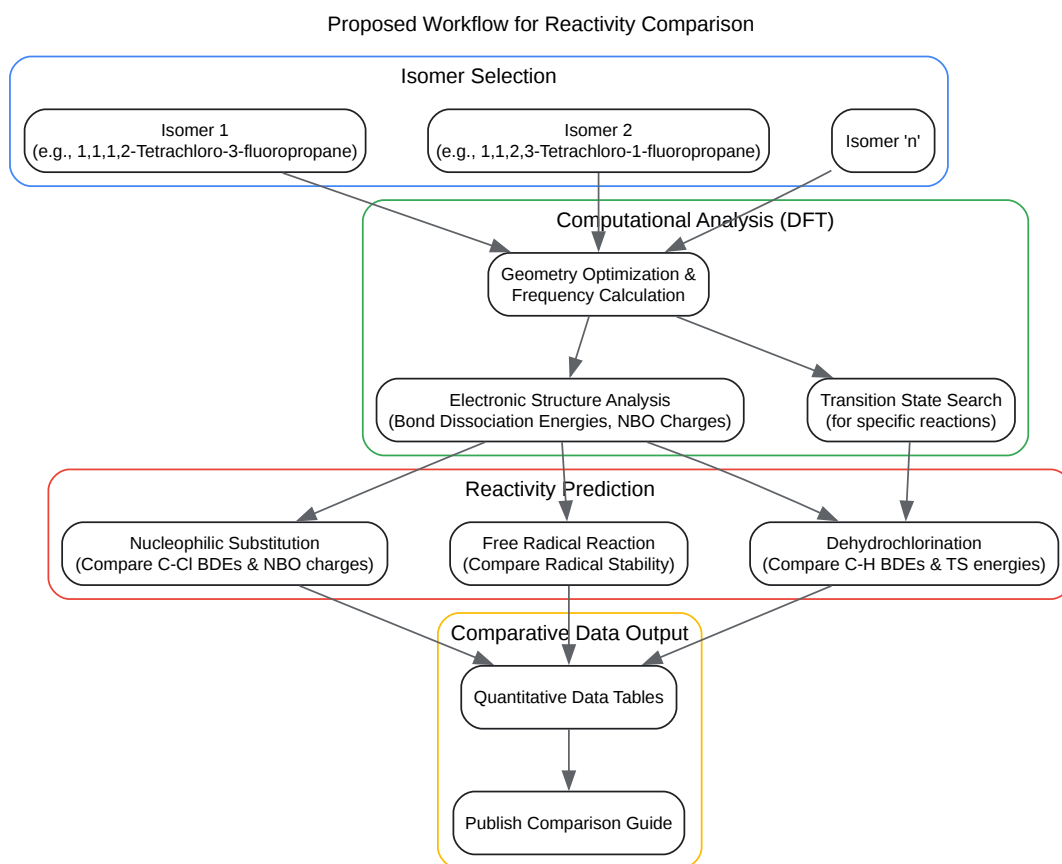 Proposed Workflow for Reactivity Comparison
Isomer Selection
Isomer 1
(e.g., 1,1,1,2-Tetrachloro-3-fluoropropane)
Isomer 2
(e.g., 1,1,2,3-Tetrachloro-1-fluoropropane)
Isomer 'n'
Computational Analysis (DFT)
Geometry Optimization &
Frequency Calculation
Electronic Structure Analysis
(Bond Dissociation Energies, NBO Charges)
Transition State Search
(for specific reactions)
Reactivity Prediction
Nucleophilic Substitution
(Compare C-Cl BDEs & NBO charges)
Free Radical Reaction
(Compare Radical Stability)
Dehydrochlorination
(Compare C-H BDEs & TS energies)
Comparative Data Output
Quantitative Data Tables
Publish Comparison Guide